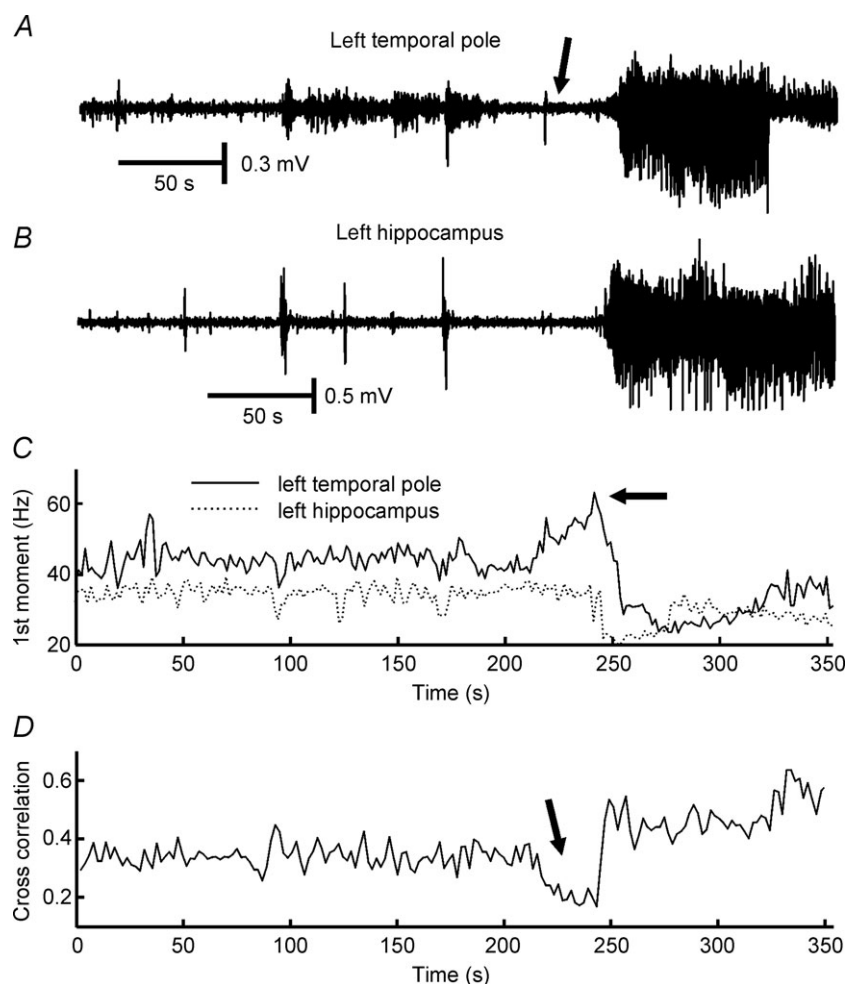 A
Left temporal pole
0.3 mV
50 s
B
Left hippocampus
0.5 mV
50 s
C
1st moment (Hz)
60
40
20
left temporal pole
left hippocampus
0 50 100 150 200 250 300 350
Time (s)
D
Cross correlation
0.6
0.4
0.2
0 50 100 150 200 250 300 350
Time (s)